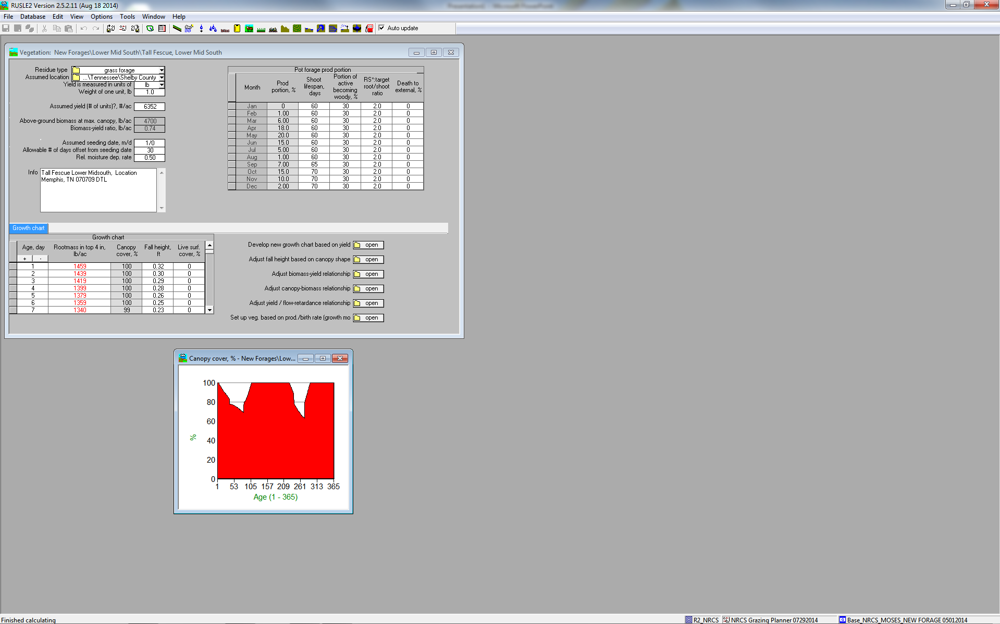 RUSLE2 Version 2.5.2.11 (Aug 18 2014)
File Database Edit View Options Tools Window Help
Auto update
Vegetation: New Forages\Lower Mid South\Tall Fescue, Lower Mid South
Residue type grass forage
Assumed location ...\Tennessee\Shelby County
Yield is measured in units of lb
Weight of one unit, lb 1.0
Assumed yield (# of units)?, #/ac 6352
Above-ground biomass at max. canopy, lb/ac 4700
Biomass-yield ratio, lb/ac 0.74
Assumed seeding date, m/d 1/0
Allowable # of days offset from seeding date 30
Rel. moisture dep. rate 0.50
Info Tall Fescue Lower Midsouth, Location
Memphis, TN 070709 DTL
Pot forage prod portion
Month Prod portion, % Shoot lifespan, days Portion of active becoming woody, % RS*:target root/shoot ratio Death to external, %
Jan 0 60 30 2.0 0
Feb 1.00 60 30 2.0 0
Mar 6.00 60 30 2.0 0
Apr 18.0 60 30 2.0 0
May 20.0 60 30 2.0 0
Jun 15.0 60 30 2.0 0
Jul 5.00 60 30 2.0 0
Aug 1.00 60 30 2.0 0
Sep 7.00 65 30 2.0 0
Oct 15.0 70 30 2.0 0
Nov 10.0 70 30 2.0 0
Dec 2.00 70 30 2.0 0
Growth chart
Growth chart
Age, day Rootmass in top 4 in, lb/ac Canopy cover, % Fall height, ft Live surf. cover, %
+ -
1 1459 100 0.32 0
2 1439 100 0.30 0
3 1419 100 0.29 0
4 1399 100 0.28 0
5 1379 100 0.26 0
6 1359 100 0.25 0
7 1340 99 0.23 0
Develop new growth chart based on yield open
Adjust fall height based on canopy shape open
Adjust biomass-yield relationship open
Adjust canopy-biomass relationship open
Adjust yield / flow-retardance relationship open
Set up veg. based on prod./birth rate (growth mo open
Canopy cover, % - New Forages\Low...
100
80
60
40
20
0
%
1 53 105 157 209 261 313 365
Age (1 - 365)
Finished calculating
R2_NRCS
NRCS Grazing Planner 07292014
Base_NRCS_MOSES_NEW FORAGE 05012014